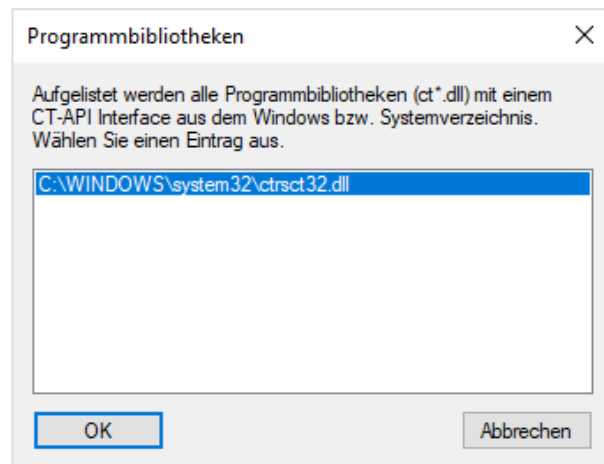 Programmbibliotheken
Aufgelistet werden alle Programmbibliotheken (ct*.dll) mit einem
CT-API Interface aus dem Windows bzw. Systemverzeichnis.
Wählen Sie einen Eintrag aus.
C:\WINDOWS\system32\ctrsct32.dll
OK
Abbrechen